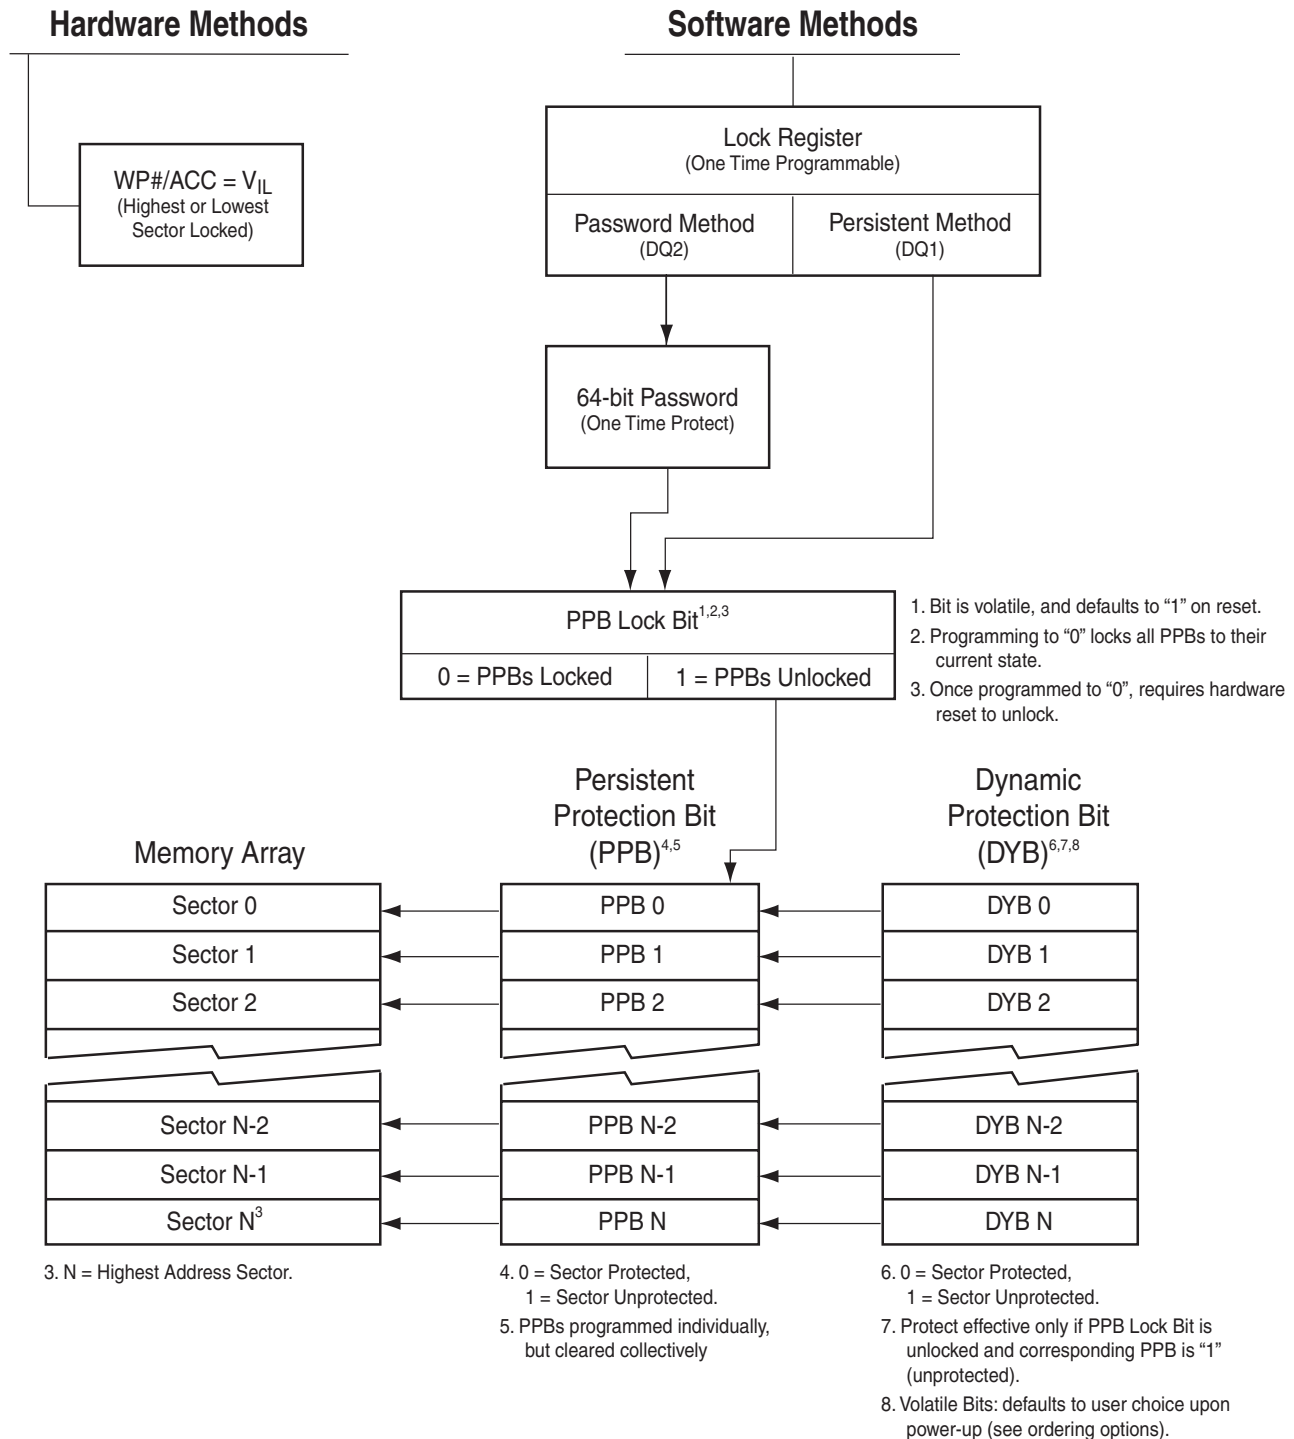 Hardware Methods
Software Methods
WP#/ACC = VIL
(Highest or Lowest
Sector Locked)
Lock Register
(One Time Programmable)
Password Method
(DQ2)
Persistent Method
(DQ1)
64-bit Password
(One Time Protect)
PPB Lock Bit1,2,3
0 = PPBs Locked
1 = PPBs Unlocked
1. Bit is volatile, and defaults to “1” on reset.
2. Programming to “0” locks all PPBs to their
current state.
3. Once programmed to “0”, requires hardware
reset to unlock.
Memory Array
Sector 0
Sector 1
Sector 2
Sector N-2
Sector N-1
Sector N3
3. N = Highest Address Sector.
Persistent
Protection Bit
(PPB)4,5
PPB 0
PPB 1
PPB 2
PPB N-2
PPB N-1
PPB N
4. 0 = Sector Protected,
1 = Sector Unprotected.
5. PPBs programmed individually,
but cleared collectively
Dynamic
Protection Bit
(DYB)6,7,8
DYB 0
DYB 1
DYB 2
DYB N-2
DYB N-1
DYB N
6. 0 = Sector Protected,
1 = Sector Unprotected.
7. Protect effective only if PPB Lock Bit is
unlocked and corresponding PPB is “1”
(unprotected).
8. Volatile Bits: defaults to user choice upon
power-up (see ordering options).